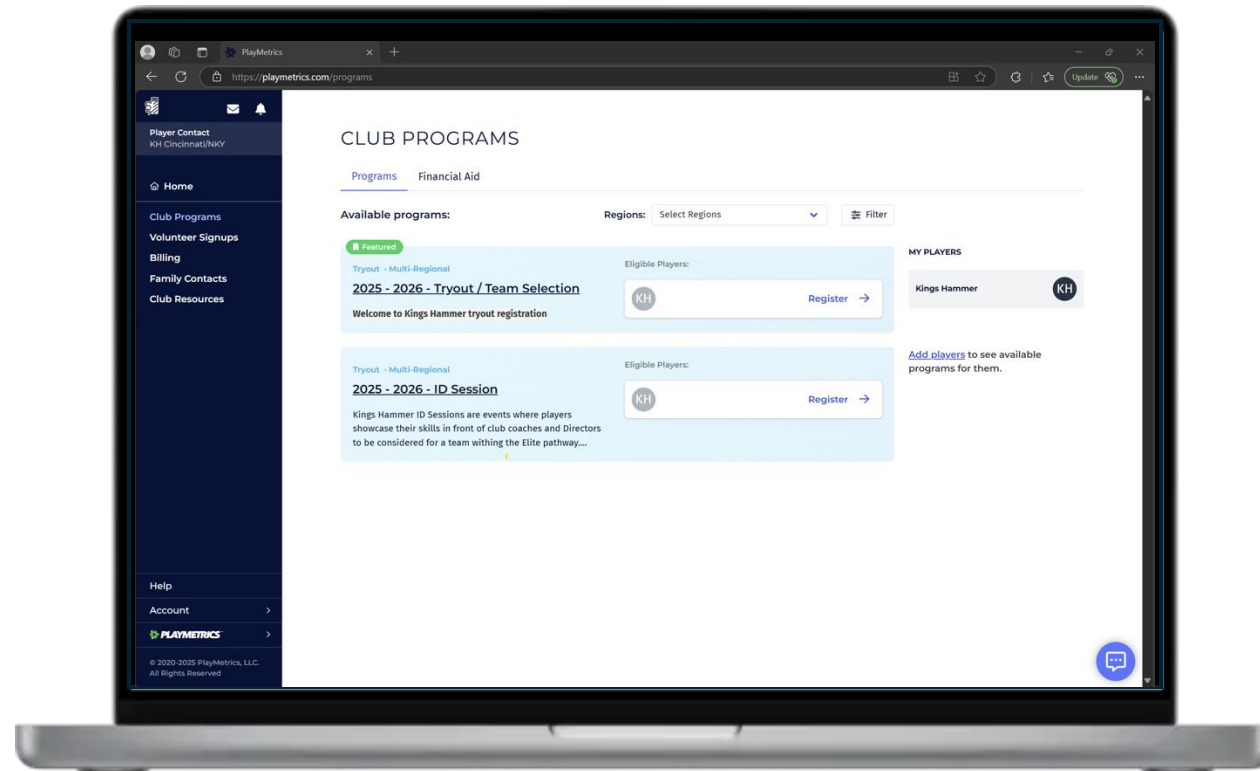 PlayMetrics
https://playmetrics.com/programs
Update
Player Contact
KH Cincinnati/NKY
Home
Club Programs
Volunteer Signups
Billing
Family Contacts
Club Resources
Help
Account
PLAYMETRICS
© 2020-2025 PlayMetrics, LLC.
All Rights Reserved
CLUB PROGRAMS
Programs Financial Aid
Available programs: Regions: Select Regions Filter
Featured
Tryout · Multi-Regional
2025 - 2026 - Tryout / Team Selection
Welcome to Kings Hammer tryout registration
Eligible Players:
KH Register →
Tryout · Multi-Regional
2025 - 2026 - ID Session
Kings Hammer ID Sessions are events where players
showcase their skills in front of club coaches and Directors
to be considered for a team withing the Elite pathway....
Eligible Players:
KH Register →
MY PLAYERS
Kings Hammer KH
Add players to see available
programs for them.